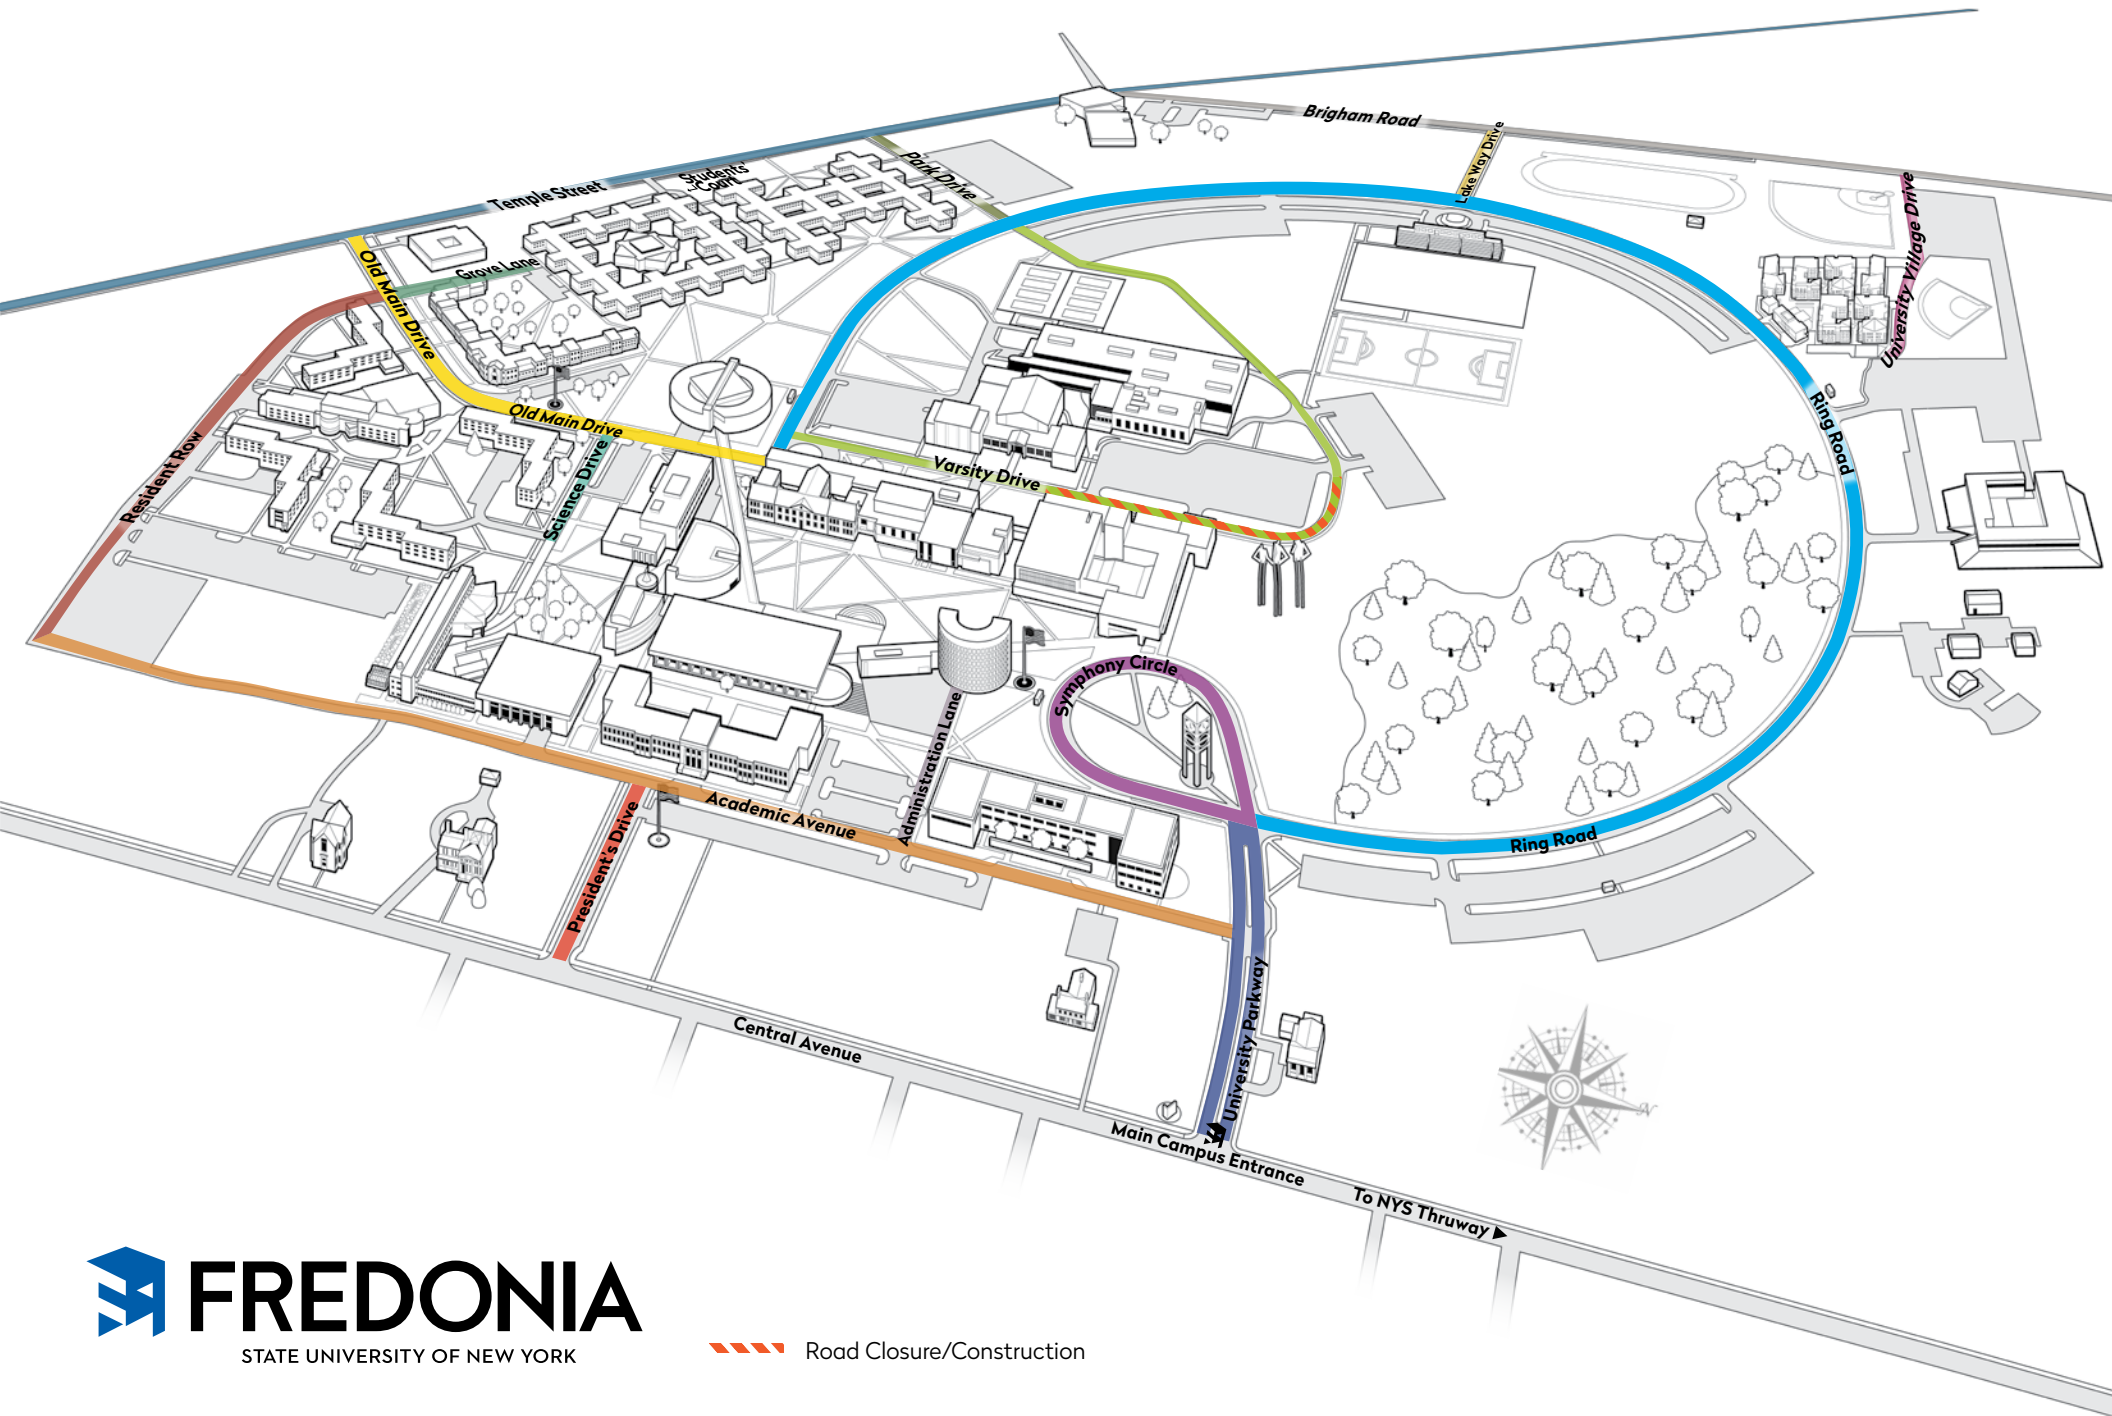 Brigham Road
Lake Way Drive
Park Drive
Students'
Court
Temple Street
University Village Drive
Grove Lane
Old Main Drive
Old Main Drive
Ring Road
Resident Row
Science Drive
Varsity Drive
Symphony Circle
Administration Lane
Academic Avenue
President's Drive
Ring Road
University Parkway
Central Avenue
N
Main Campus Entrance
To NYS Thruway
FREDONIA
STATE UNIVERSITY OF NEW YORK
Road Closure/Construction